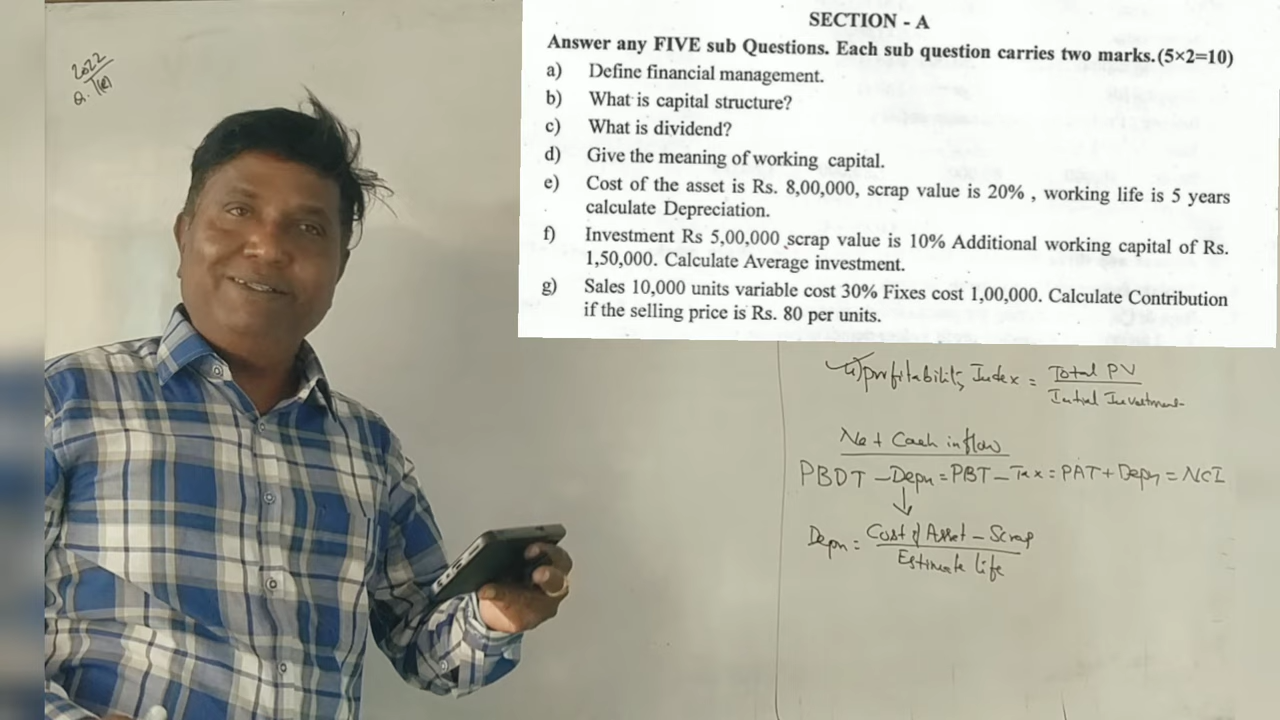 2022
Q. 1(e)
SECTION - A
Answer any FIVE sub Questions. Each sub question carries two marks.(5×2=10)
a) Define financial management.
b) What is capital structure?
c) What is dividend?
d) Give the meaning of working capital.
e) Cost of the asset is Rs. 8,00,000, scrap value is 20% , working life is 5 years
calculate Depreciation.
f) Investment Rs 5,00,000 scrap value is 10% Additional working capital of Rs.
1,50,000. Calculate Average investment.
g) Sales 10,000 units variable cost 30% Fixes cost 1,00,000. Calculate Contribution
if the selling price is Rs. 80 per units.
profitability Index = Total PV
Initial Investment
Net Cash inflow
PBDT - Depn = PBT - Tax = PAT + Depn = NCI
Depn = Cost of Asset - Scrap
Estimate life